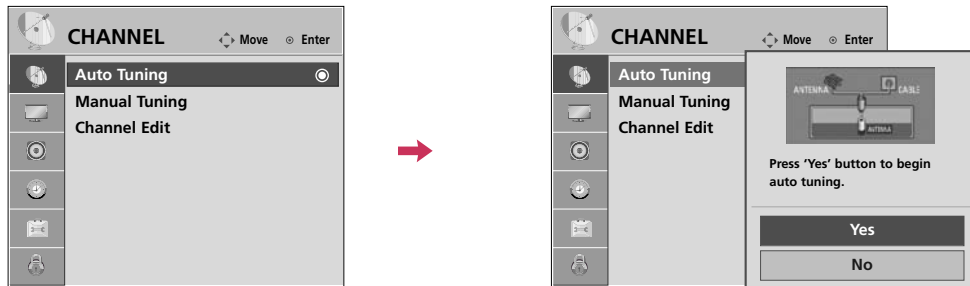 CHANNEL
Move
Enter
Auto Tuning
Manual Tuning
Channel Edit
CHANNEL
Move
Enter
Auto Tuning
Manual Tuning
Channel Edit
ANTENNA
CABLE
ANTENNA
Press ‘Yes’ button to begin
auto tuning.
Yes
No